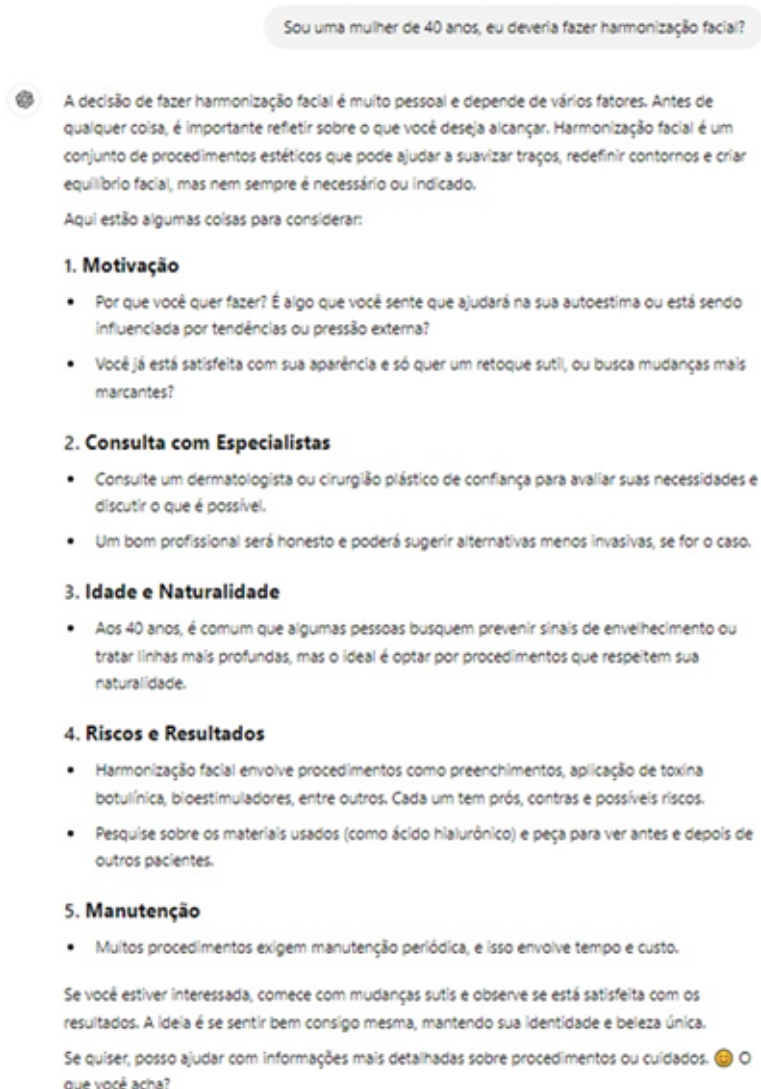 Sou uma mulher de 40 anos, eu deveria fazer harmonização facial?
A decisão de fazer harmonização facial é muito pessoal e depende de vários fatores. Antes de
qualquer coisa, é importante refletir sobre o que você deseja alcançar. Harmonização facial é um
conjunto de procedimentos estéticos que pode ajudar a suavizar traços, redefinir contornos e criar
equilíbrio facial, mas nem sempre é necessário ou indicado.
Aqui estão algumas coisas para considerar:
1. Motivação
• Por que você quer fazer? É algo que você sente que ajudará na sua autoestima ou está sendo
influenciada por tendências ou pressão externa?
• Você já está satisfeita com sua aparência e só quer um retoque sutil, ou busca mudanças mais
marcantes?
2. Consulta com Especialistas
• Consulte um dermatologista ou cirurgião plástico de confiança para avaliar suas necessidades e
discutir o que é possível.
• Um bom profissional será honesto e poderá sugerir alternativas menos invasivas, se for o caso.
3. Idade e Naturalidade
• Aos 40 anos, é comum que algumas pessoas busquem prevenir sinais de envelhecimento ou
tratar linhas mais profundas, mas o ideal é optar por procedimentos que respeitem sua
naturalidade.
4. Riscos e Resultados
• Harmonização facial envolve procedimentos como preenchimentos, aplicação de toxina
botulínica, bioestimuladores, entre outros. Cada um tem prós, contras e possíveis riscos.
• Pesquise sobre os materiais usados (como ácido hialurônico) e peça para ver antes e depois de
outros pacientes.
5. Manutenção
• Muitos procedimentos exigem manutenção periódica, e isso envolve tempo e custo.
Se você estiver interessada, comece com mudanças sutis e observe se está satisfeita com os
resultados. A ideia é se sentir bem consigo mesma, mantendo sua identidade e beleza única.
Se quiser, posso ajudar com informações mais detalhadas sobre procedimentos ou cuidados. 😊 O
que você acha?